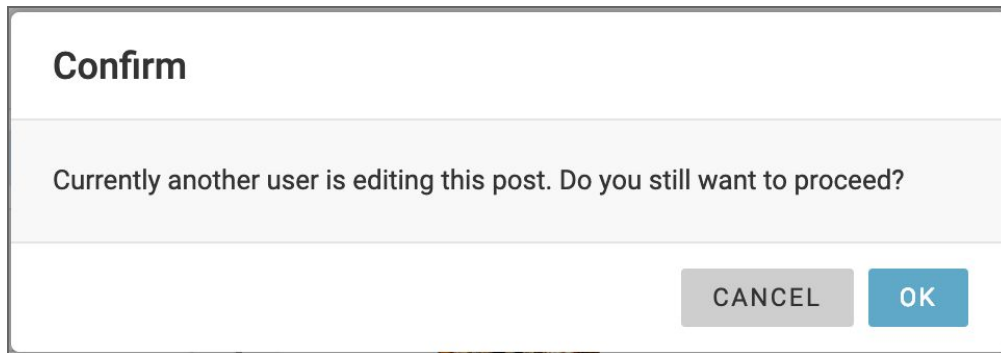 Confirm
Currently another user is editing this post. Do you still want to proceed?
CANCEL OK